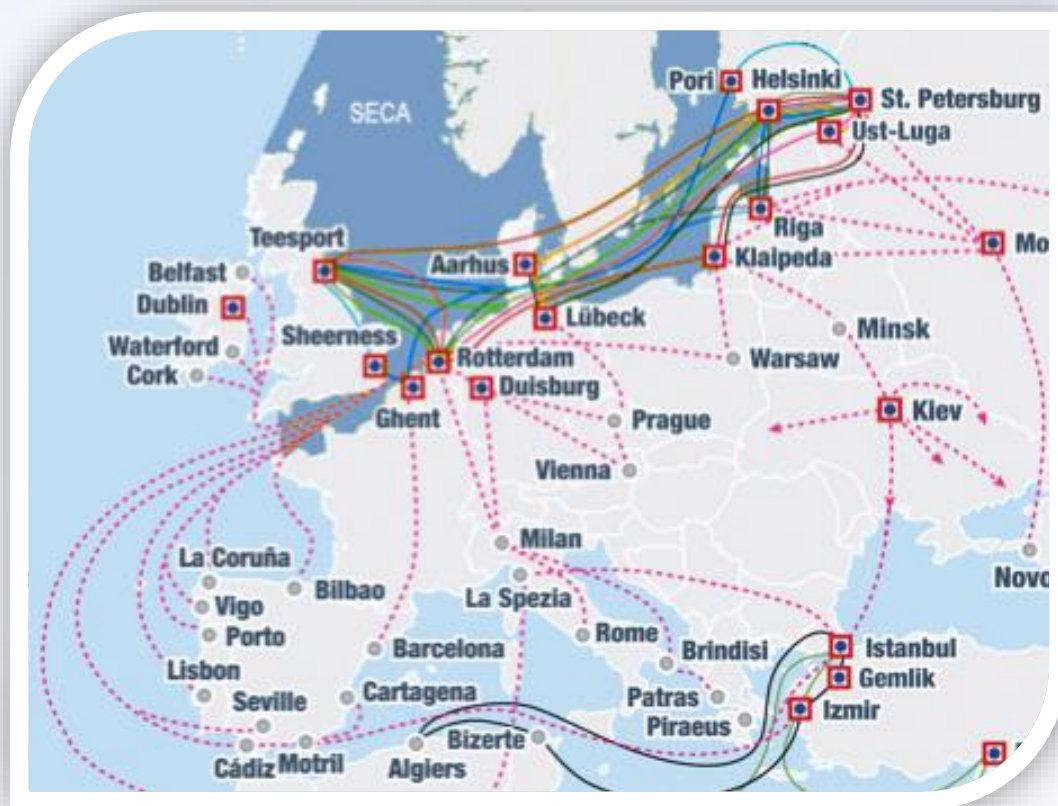 SECA
Pori
Helsinki
St. Petersburg
Ust-Luga
Teesport
Riga
Mo
Belfast
Aarhus
Klaipeda
Dublin
Sheerness
Lübeck
Minsk
Waterford
Rotterdam
Warsaw
Cork
Duisburg
Ghent
Prague
Kiev
Vienna
Milan
La Coruña
Bilbao
La Spezia
Novo
Vigo
Porto
Rome
Barcelona
Brindisi
Istanbul
Lisbon
Gemlik
Seville
Cartagena
Patras
Izmir
Piraeus
Cádiz
Motril
Algiers
Bizerte